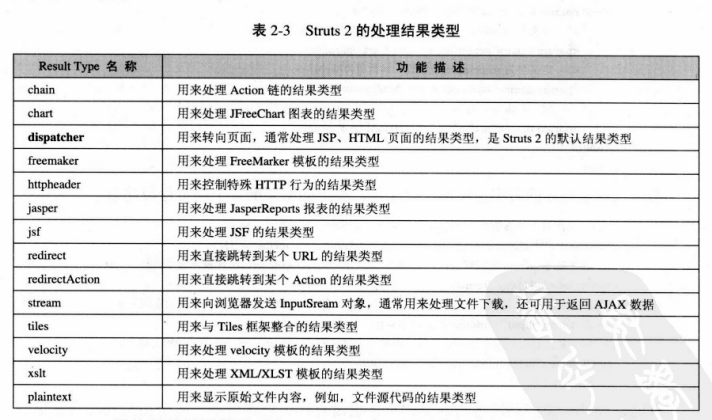 表 2-3 Struts 2 的处理结果类型
Result Type 名 称 功 能 描 述
chain 用来处理 Action 链的结果类型
chart 用来处理 JFreeChart 图表的结果类型
dispatcher 用来转向页面，通常处理 JSP、HTML 页面的结果类型，是 Struts 2 的默认结果类型
freemaker 用来处理 FreeMarker 模板的结果类型
httpheader 用来控制特殊 HTTP 行为的结果类型
jasper 用来处理 JasperReports 报表的结果类型
jsf 用来处理 JSF 的结果类型
redirect 用来直接跳转到某个 URL 的结果类型
redirectAction 用来直接跳转到某个 Action 的结果类型
stream 用来向浏览器发送 InputSream 对象，通常用来处理文件下载，还可用于返回 AJAX 数据
tiles 用来与 Tiles 框架整合的结果类型
velocity 用来处理 velocity 模板的结果类型
xslt 用来处理 XML/XLST 模板的结果类型
plaintext 用来显示原始文件内容，例如，文件源代码的结果类型